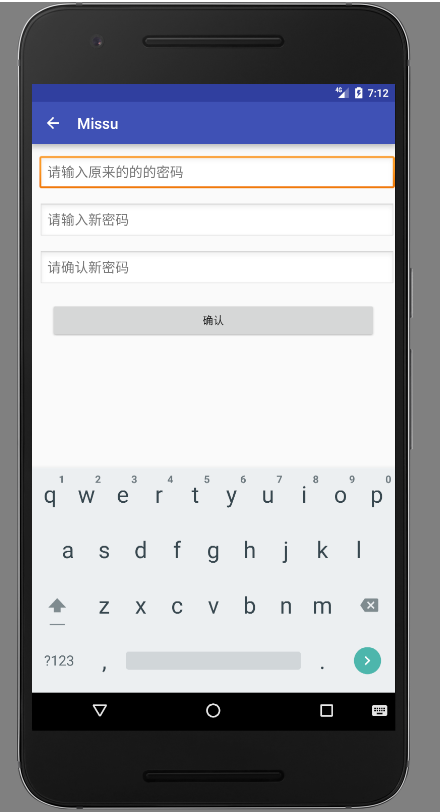 4G 7:12
Missu
请输入原来的的的密码
请输入新密码
请确认新密码
确认
1 2 3 4 5 6 7 8 9 0
q w e r t y u i o p
a s d f g h j k l
z x c v b n m
?123 , .